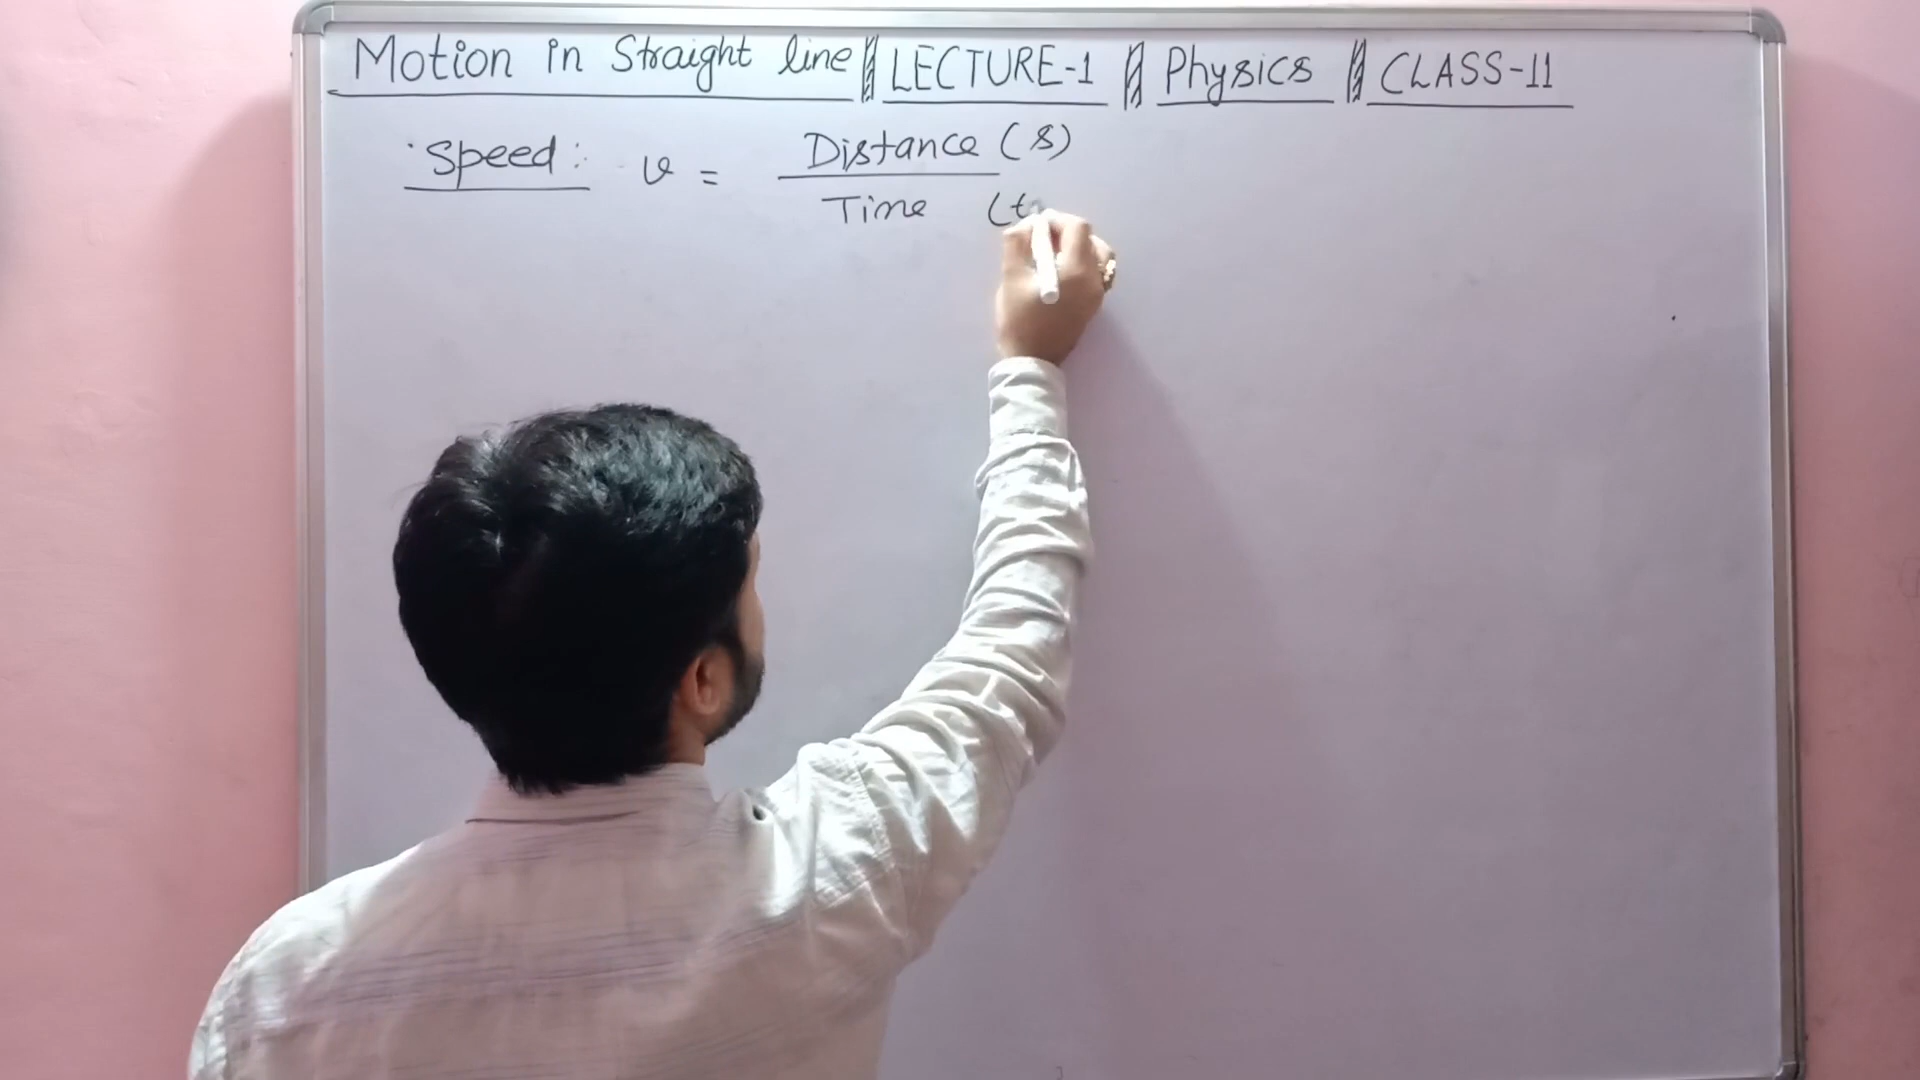 Motion in Straight line || LECTURE-1 || Physics || CLASS-11
Speed: v = Distance (s)
Time (t